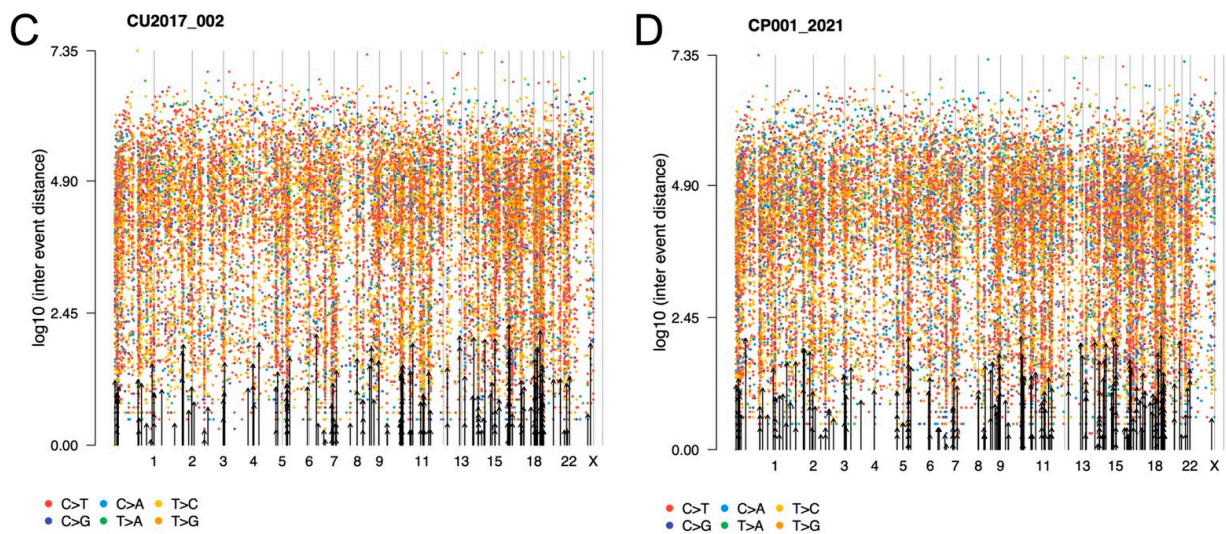 C
CU2017_002
7.35
4.90
2.45
0.00
log10 (inter event distance)
1 2 3 4 5 6 7 8 9 11 13 15 18 22 X
C>T C>A T>C
C>G T>A T>G
D
CP001_2021
7.35
4.90
2.45
0.00
log10 (inter event distance)
1 2 3 4 5 6 7 8 9 11 13 15 18 22 X
C>T C>A T>C
C>G T>A T>G